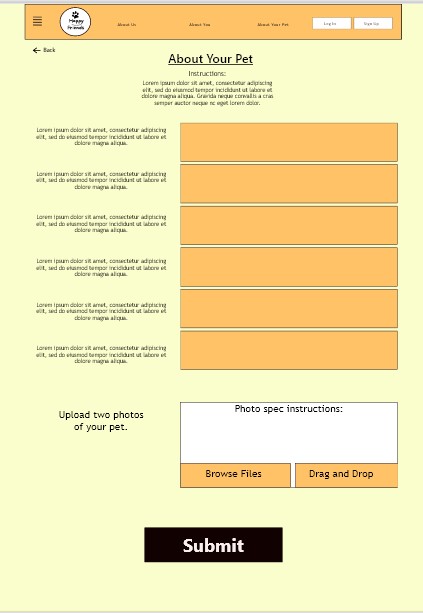 Happy
Friends
About Us
About You
About Your Pet
Log In
Sign Up
Back
About Your Pet
Instructions:
Lorem ipsum dolor sit amet, consectetur adipiscing
elit, sed do eiusmod tempor incididunt ut labore et
dolore magna aliqua. Gravida neque convallis a cras
semper auctor neque nc eget lorem dolor.
Lorem ipsum dolor sit amet, consectetur adipiscing
elit, sed do eiusmod tempor incididunt ut labore et
dolore magna aliqua.
Lorem ipsum dolor sit amet, consectetur adipiscing
elit, sed do eiusmod tempor incididunt ut labore et
dolore magna aliqua.
Lorem ipsum dolor sit amet, consectetur adipiscing
elit, sed do eiusmod tempor incididunt ut labore et
dolore magna aliqua.
Lorem ipsum dolor sit amet, consectetur adipiscing
elit, sed do eiusmod tempor incididunt ut labore et
dolore magna aliqua.
Lorem ipsum dolor sit amet, consectetur adipiscing
elit, sed do eiusmod tempor incididunt ut labore et
dolore magna aliqua.
Lorem ipsum dolor sit amet, consectetur adipiscing
elit, sed do eiusmod tempor incididunt ut labore et
dolore magna aliqua.
Upload two photos
of your pet.
Photo spec instructions:
Browse Files
Drag and Drop
Submit